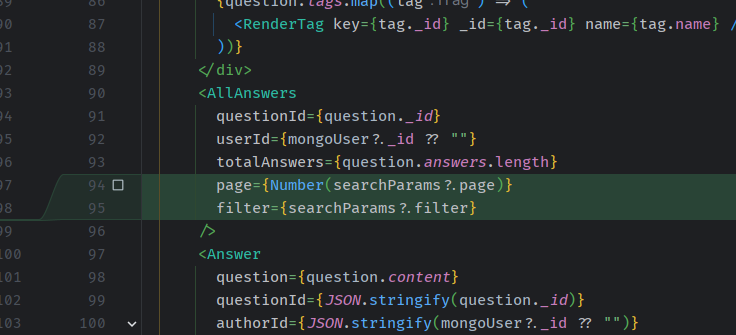 86 {question.tags.map((tag : Tag ) => (
90 87 <RenderTag key={tag._id} _id={tag._id} name={tag.name} /
91 88 ))}
92 89 </div>
93 90 <AllAnswers
94 91 questionId={question._id}
95 92 userId={mongoUser?._id ?? ""}
96 93 totalAnswers={question.answers.length}
97 94 page={Number(searchParams?.page)}
98 95 filter={searchParams?.filter}
99 96 />
100 97 <Answer
101 98 question={question.content}
102 99 questionId={JSON.stringify(question._id)}
103 100 authorId={JSON.stringify(mongoUser?._id ?? "")}